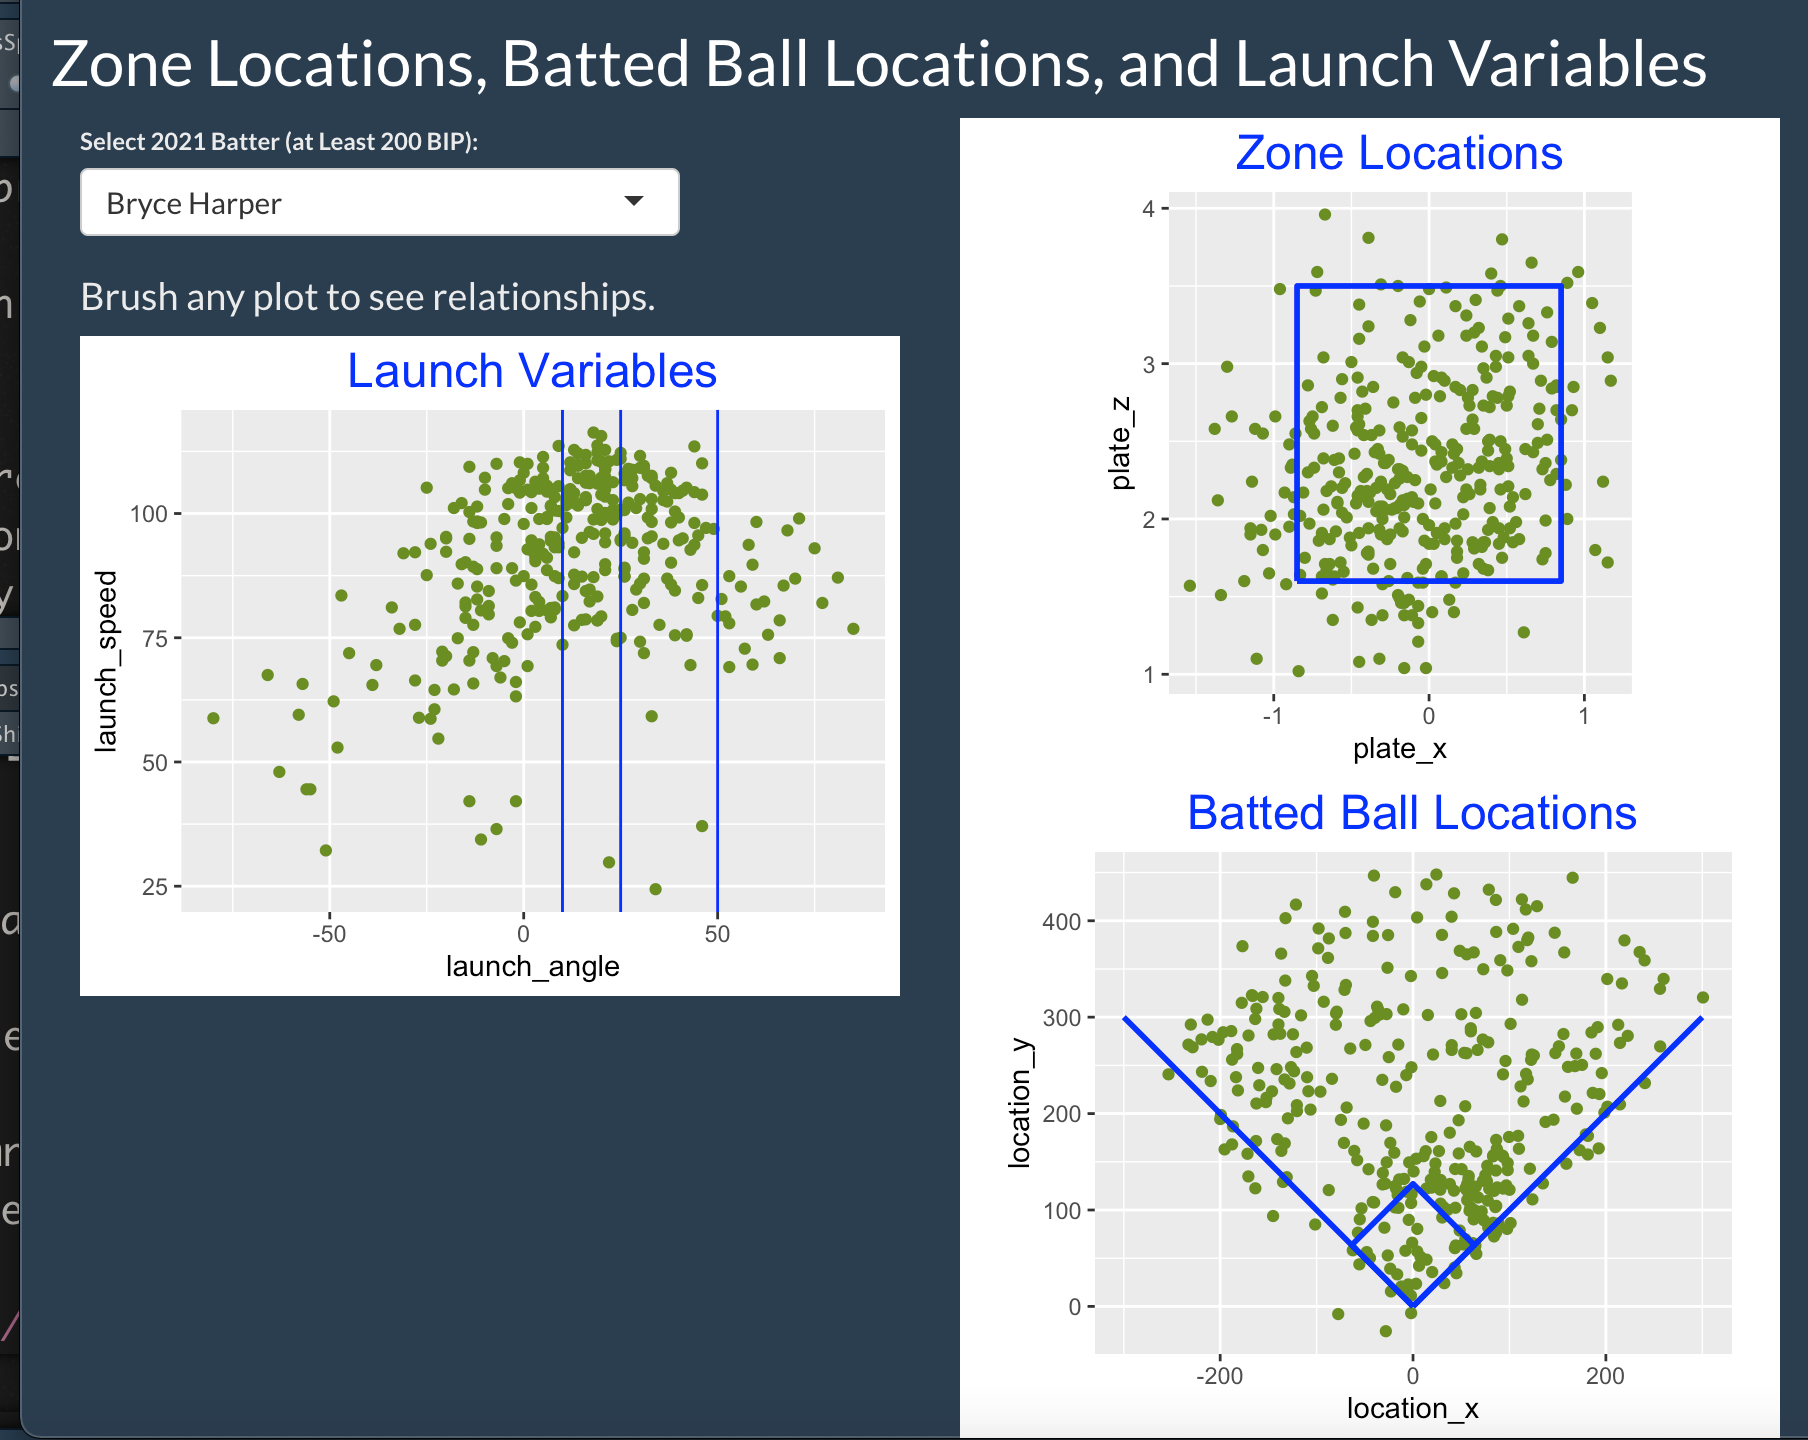 Zone Locations, Batted Ball Locations, and Launch Variables
Select 2021 Batter (at Least 200 BIP):
Bryce Harper
Brush any plot to see relationships.
Launch Variables
launch_speed
100
75
50
25
-50 0 50
launch_angle
Zone Locations
plate_z
4
3
2
1
-1 0 1
plate_x
Batted Ball Locations
location_y
400
300
200
100
0
-200 0 200
location_x